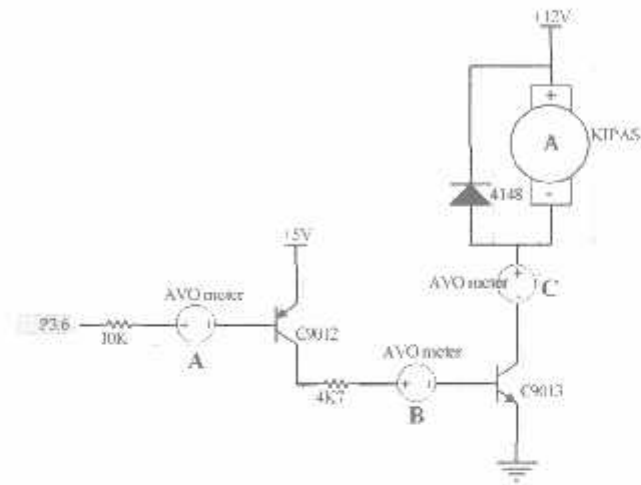 +12V
+
KIPAS
A
-
4148
+5V
+
AVO meter
C
AVO meter
P3.6
10K
C9012
A
AVO meter
4K7
C9013
B